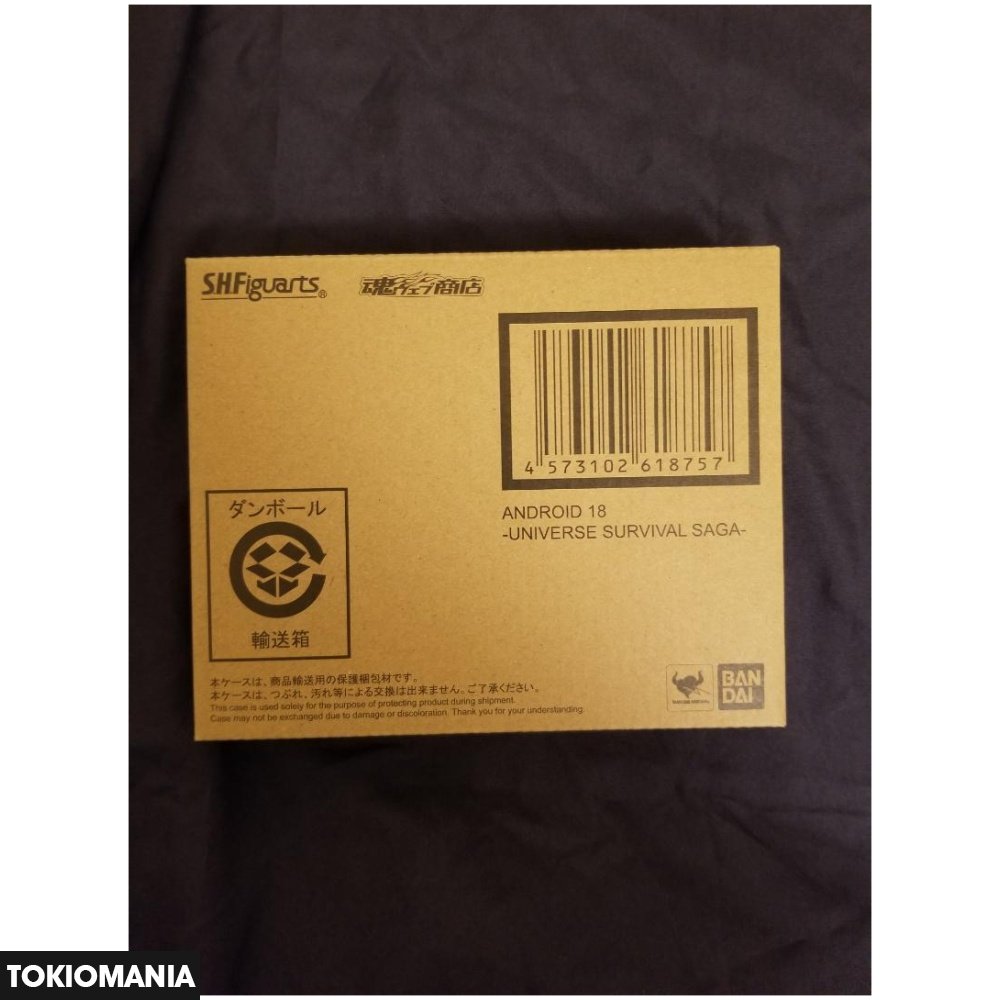 S.H.Figuarts®
魂ウェブ商店
4 573102 618757
ANDROID 18
-UNIVERSE SURVIVAL SAGA-
ダンボール
輸送箱
本ケースは、商品輸送用の保護梱包材です。
本ケースは、つぶれ、汚れ等による交換は出来ません。ご了承ください。
This case is used solely for the purpose of protecting product during shipment.
Case may not be exchanged due to damage or discoloration. Thank you for your understanding.
BAN
DAI
TOKIOMANIA